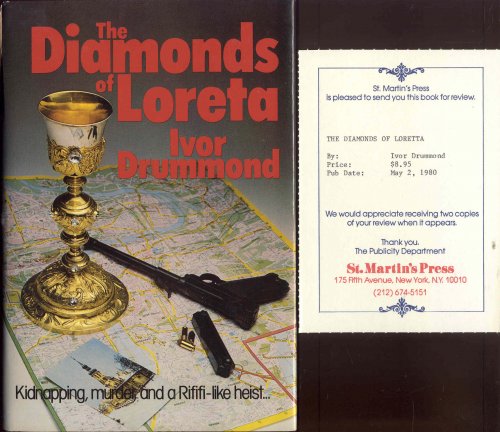 The
Diamonds
of
Loreta
Ivor
Drummond
Kidnapping, murder, and a Rififi-like heist...
St. Martin's Press
is pleased to send you this book for review.
THE DIAMONDS OF LORETTA
By: Ivor Drummond
Price: $8.95
Pub Date: May 2, 1980
We would appreciate receiving two copies
of your review when it appears.
Thank you.
The Publicity Department
St. Martin's Press
175 Fifth Avenue, New York, N.Y. 10010
(212) 674-5151